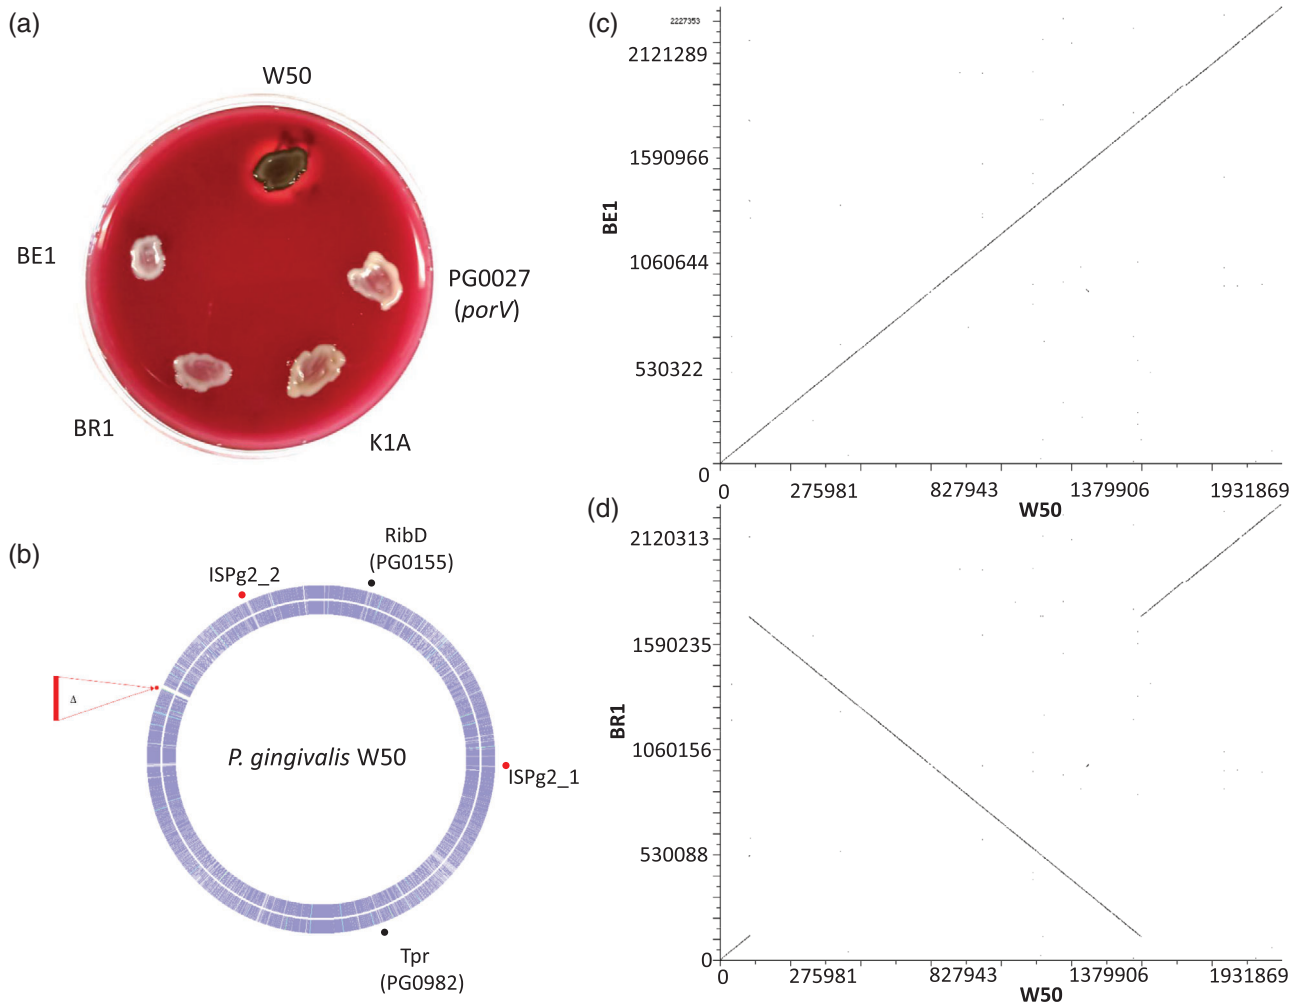 (a)
W50
BE1
PG0027
(porV)
BR1
K1A
(b)
RibD
(PG0155)
ISPg2_2
Δ
P. gingivalis W50
ISPg2_1
Tpr
(PG0982)
(c)
2227353
2121289
1590966
BE1
1060644
530322
0
0 275981 827943 1379906 1931869
W50
(d)
2120313
1590235
BR1
1060156
530088
0
0 275981 827943 1379906 1931869
W50